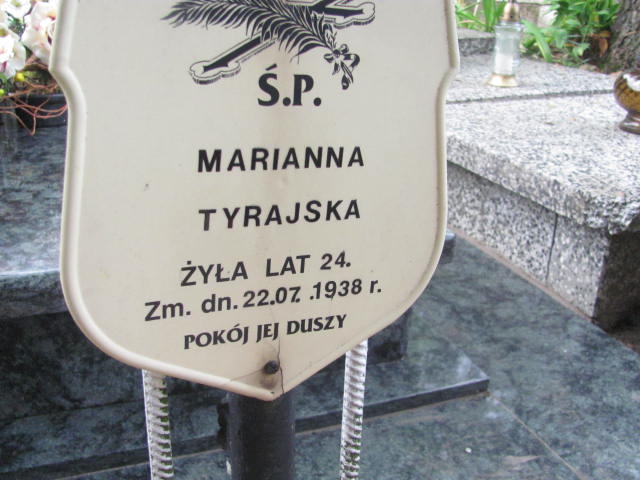 Ś.P.
MARIANNA
TYRAJSKA
ŻYŁA LAT 24.
Zm. dn. 22.07. .1938 r.
POKÓJ JEJ DUSZY